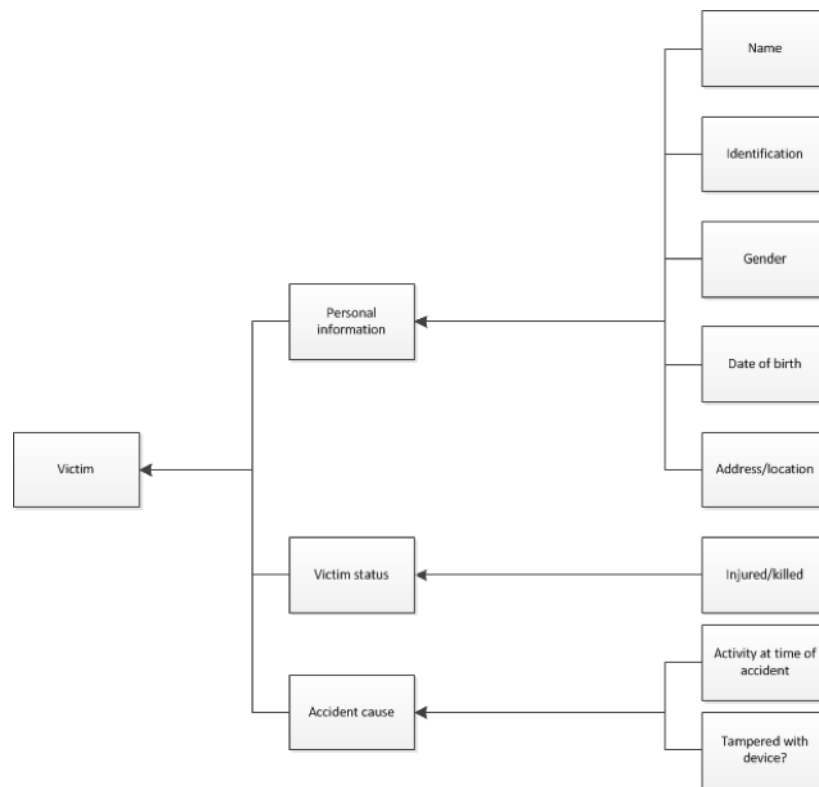 Name
Identification
Gender
Personal
information
Date of birth
Victim
Address/location
Victim status
Injured/killed
Activity at time of
accident
Accident cause
Tampered with
device?